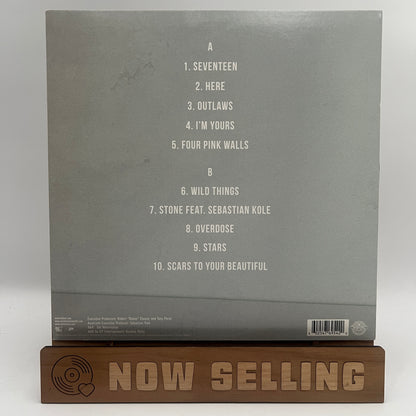 A
1. SEVENTEEN
2. HERE
3. OUTLAWS
4. I'M YOURS
5. FOUR PINK WALLS
B
6. WILD THINGS
7. STONE FEAT. SEBASTIAN KOLE
8. OVERDOSE
9. STARS
10. SCARS TO YOUR BEAUTIFUL
NOW SELLING